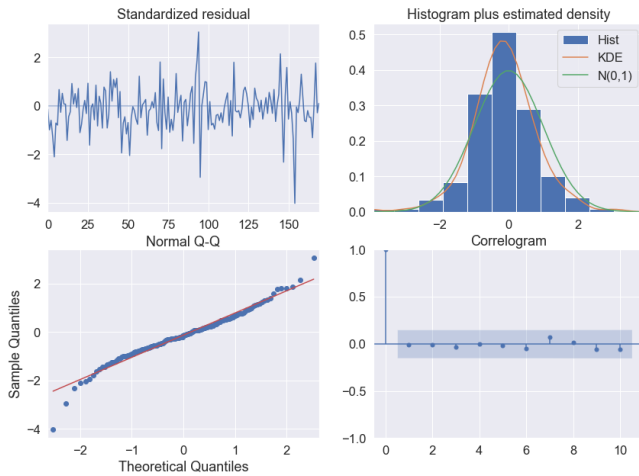 Standardized residual
2
0
−2
−4
0 25 50 75 100 125 150
Histogram plus estimated density
Hist
KDE
N(0,1)
0.5
0.4
0.3
0.2
0.1
0.0
−2 0 2
Normal Q-Q
Sample Quantiles
2
0
−2
−4
−2 −1 0 1 2
Theoretical Quantiles
Correlogram
1.0
0.5
0.0
−0.5
−1.0
0 2 4 6 8 10